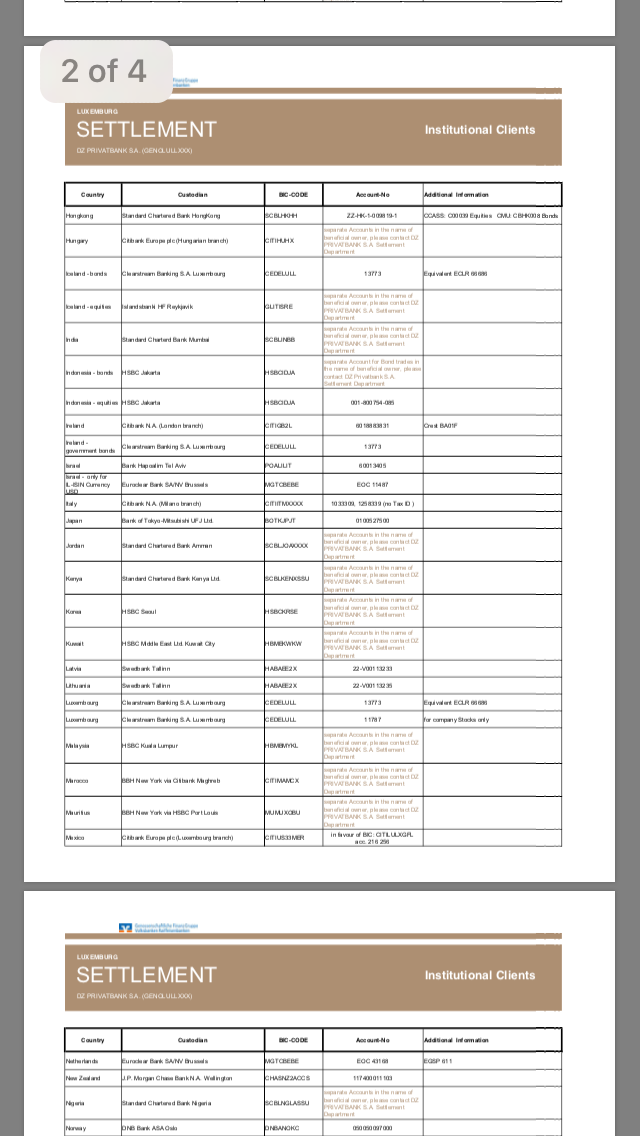 2 of 4
FinanzGruppe
LUXEMBURG
SETTLEMENT
Institutional Clients
DZ PRIVATBANK S.A. (GENOLULLXXX)
Country Custodian BIC-CODE Account-No Additional Information
Hongkong Standard Chartered Bank HongKong SCBLHKHH ZZ-HK-1-009819-1 CCASS: C00039 Equities CMU: CBHK008 Bonds
Hungary Citibank Europe plc (Hungarian branch) CITIHUHX separate Accounts in the name of
beneficial owner, please contact DZ
PRIVATBANK S.A. Settlement
Department
Iceland - bonds Clearstream Banking S.A. Luxembourg CEDELULL 13773 Equivalent ECLR 66686
Iceland - equities Islandsbank HF Reykjavik GLITISRE separate Accounts in the name of
beneficial owner, please contact DZ
PRIVATBANK S.A. Settlement
Department
India Standard Charterd Bank Mumbai SCBLINBB separate Accounts in the name of
beneficial owner, please contact DZ
PRIVATBANK S.A. Settlement
Department
Indonesia - bonds HSBC Jakarta HSBCIDJA separate Account for Bond trades in
the name of beneficial owner, please
contact DZ Privatbank S.A.
Settlement Department
Indonesia - equities HSBC Jakarta HSBCIDJA 001-800754-085
Ireland Citibank N.A. (London branch) CITIGB2L 6018883831 Crest BA01F
Ireland -
government bonds Clearstream Banking S.A. Luxembourg CEDELULL 13773
Israel Bank Hapoalim Tel Aviv POALILIT 60013405
Israel - only for
IL-ISIN Currency
USD Euroclear Bank SA/NV Brussels MGTCBEBE EOC 11487
Italy Citibank N.A. (Milano branch) CITIITMXXXX 1033309, 1258339 (no Tax ID )
Japan Bank of Tokyo-Mitsubishi UFJ Ltd. BOTKJPJT 0100527500
Jordan Standard Chartered Bank Amman SCBLJOAXXXX separate Accounts in the name of
beneficial owner, please contact DZ
PRIVATBANK S.A. Settlement
Department
Kenya Standard Chartered Bank Kenya Ltd. SCBLKENXSSU separate Accounts in the name of
beneficial owner, please contact DZ
PRIVATBANK S.A. Settlement
Department
Korea HSBC Seoul HSBCKRSE separate Accounts in the name of
beneficial owner, please contact DZ
PRIVATBANK S.A. Settlement
Department
Kuwait HSBC Middle East Ltd. Kuwait City HBMEKWKW separate Accounts in the name of
beneficial owner, please contact DZ
PRIVATBANK S.A. Settlement
Department
Latvia Swedbank Tallinn HABAEE2X 22-V00113233
Lithuania Swedbank Tallinn HABAEE2X 22-V00113235
Luxembourg Clearstream Banking S.A. Luxembourg CEDELULL 13773 Equivalent ECLR 66686
Luxembourg Clearstream Banking S.A. Luxembourg CEDELULL 11787 for company Stocks only
Malaysia HSBC Kuala Lumpur HBMBMYKL separate Accounts in the name of
beneficial owner, please contact DZ
PRIVATBANK S.A. Settlement
Department
Marocco BBH New York via Citibank Maghreb CITIMAMCX separate Accounts in the name of
beneficial owner, please contact DZ
PRIVATBANK S.A. Settlement
Department
Mauritius BBH New York via HSBC Port Louis separate Accounts in the name of
beneficial owner, please contact DZ
PRIVATBANK S.A. Settlement
Department
Mexico Citibank Europe plc (Luxembourg branch) CITIUS33MER in favour of BIC: CITILULXGFL
acc. 216 256
Genossenschaftliche FinanzGruppe
Volksbanken Raiffeisenbanken
LUXEMBURG
SETTLEMENT
Institutional Clients
DZ PRIVATBANK S.A. (GENOLULLXXX)
Country Custodian BIC-CODE Account-No Additional Information
Netherlands Euroclear Bank SA/NV Brussels MGTCBEBE EOC 43168 EGSP 611
New Zealand J.P. Morgan Chase Bank N.A. Wellington CHASNZ2ACCS 117400011103
Nigeria Standard Chartered Bank Nigeria SCBLNGLASSU separate Accounts in the name of
beneficial owner, please contact DZ
PRIVATBANK S.A. Settlement
Department
Norway DNB Bank ASA Oslo DNBANOKC 050050097000